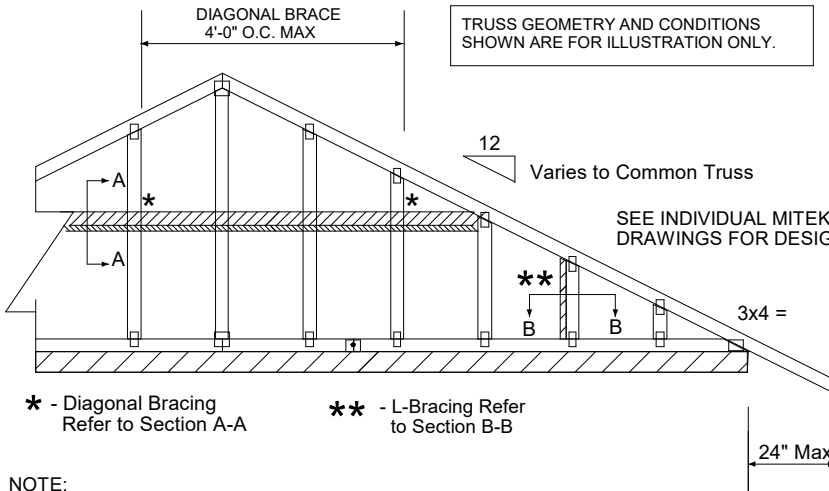 DIAGONAL BRACE
4'-0" O.C. MAX
TRUSS GEOMETRY AND CONDITIONS
SHOWN ARE FOR ILLUSTRATION ONLY.
12
Varies to Common Truss
A
*
*
SEE INDIVIDUAL MITEK
DRAWINGS FOR DESIG
A
**
B
B
3x4 =
* - Diagonal Bracing
Refer to Section A-A
** - L-Bracing Refer
to Section B-B
24" Max
NOTE: